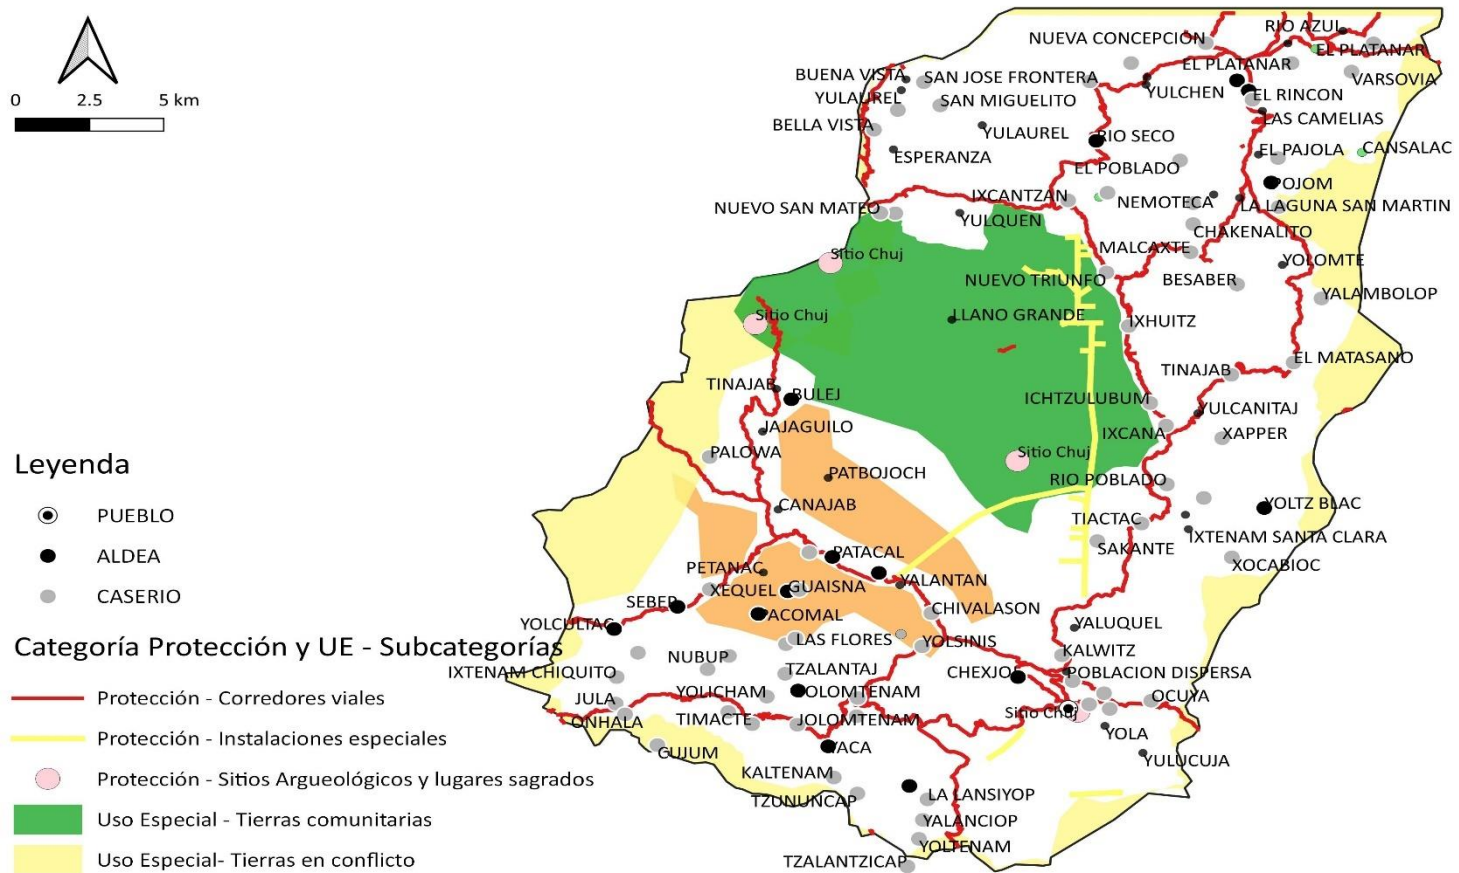 RIO AZUL
NUEVA CONCEPCION
EL PLATANAR
EL PLATANAR
BUENA VISTA
SAN JOSE FRONTERA
VARSOVIA
YULCHEN
YULAUREL
SAN MIGUELITO
EL RINCON
LAS CAMELIAS
BELLA VISTA
YULAUREL
RIO SECO
ESPERANZA
EL PAJOLA
CANSALAC
EL POBLADO
POJOM
IXCANTZAN
NEMOTECA
LA LAGUNA SAN MARTIN
NUEVO SAN MATEO
YULQUEN
CHAKENALITO
MALCAXTE
Sitio Chuj
YOLOMTE
NUEVO TRIUNFO
BESABER
YALAMBOLOP
Sitio Chuj
LLANO GRANDE
IXHUITZ
EL MATASANO
TINAJAB
TINAJAB
BULEJ
ICHTZULUBUM
YULCANITAJ
JAJAGUILO
IXCANA
XAPPER
PALOWA
Sitio Chuj
PATBOJOCH
RIO POBLADO
CANAJAB
YOLTZ BLAC
TIACTAC
IXTENAM SANTA CLARA
SAKANTE
PATACAL
XOCABIOC
PETANAC
YALANTAN
XEQUEL
GUAISNA
SEBEP
CHIVALASON
PACOMAL
YOLCULTAC
YALUQUEL
LAS FLORES
YOLSINIS
KALWITZ
NUBUP
IXTENAM CHIQUITO
TZALANTAJ
CHEXJOL
POBLACION DISPERSA
YOLICHAM
OLOMTENAM
OCUYA
JULA
Sitio Chuj
ONHALA
TIMACTE
JOLOMTENAM
YOLA
YACA
YULUCUJA
KALTENAM
TZUNUNCAP
LA LANSIYOP
YALANCIOP
YOLTENAM
TZALANTZICAP
0 2.5 5 km
Leyenda
PUEBLO
ALDEA
CASERIO
Categoría Protección y UE - Subcategorías
Protección - Corredores viales
Protección - Instalaciones especiales
Protección - Sitios Argueológicos y lugares sagrados
Uso Especial - Tierras comunitarias
Uso Especial- Tierras en conflicto